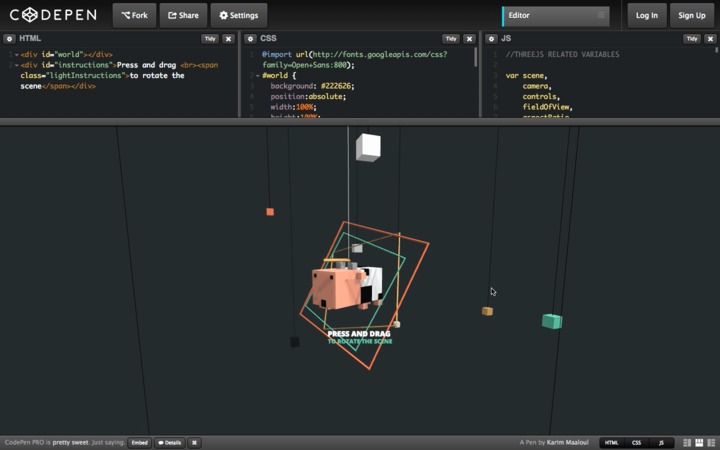 CODEPEN
Fork
Share
Settings
Editor
Log In
Sign Up
HTML
Tidy
1 <div id="world"></div>
2 <div id="instructions">Press and drag <br><span
class="lightInstructions">to rotate the
scene</span></div>
CSS
Tidy
1 @import url(http://fonts.googleapis.com/css?
family=Open+Sans:800);
2 #world {
3 background: #222626;
4 position:absolute;
5 width:100%;
6 height:100%;
JS
Tidy
1 //THREEJS RELATED VARIABLES
2
3 var scene,
4 camera,
5 controls,
6 fieldOfView,
7 aspectRatio,
PRESS AND DRAG
TO ROTATE THE SCENE
CodePen PRO is pretty sweet. Just saying.
Embed
Details
A Pen by Karim Maaloul
HTML
CSS
JS